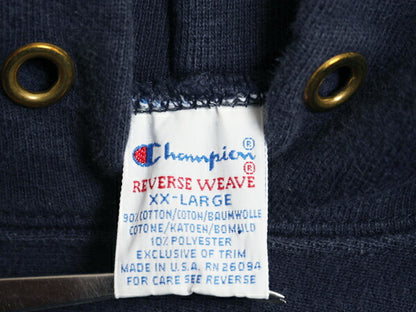 Champion®
REVERSE WEAVE®
XX-LARGE
90% COTTON/COTON/BAUMWOLLE
COTONE/KATOEN/BOMULD
10% POLYESTER
EXCLUSIVE OF TRIM
MADE IN U.S.A. RN 26094
FOR CARE SEE REVERSE